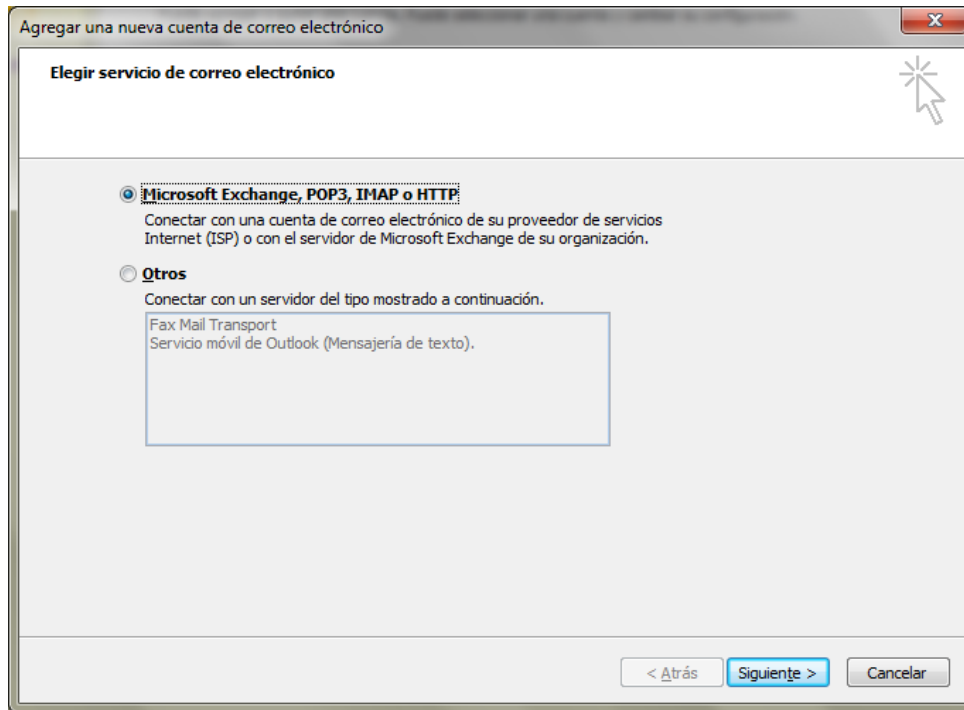 Agregar una nueva cuenta de correo electrónico
x
Elegir servicio de correo electrónico
Microsoft Exchange, POP3, IMAP o HTTP
Conectar con una cuenta de correo electrónico de su proveedor de servicios
Internet (ISP) o con el servidor de Microsoft Exchange de su organización.
Otros
Conectar con un servidor del tipo mostrado a continuación.
Fax Mail Transport
Servicio móvil de Outlook (Mensajería de texto).
< Atrás
Siguiente >
Cancelar